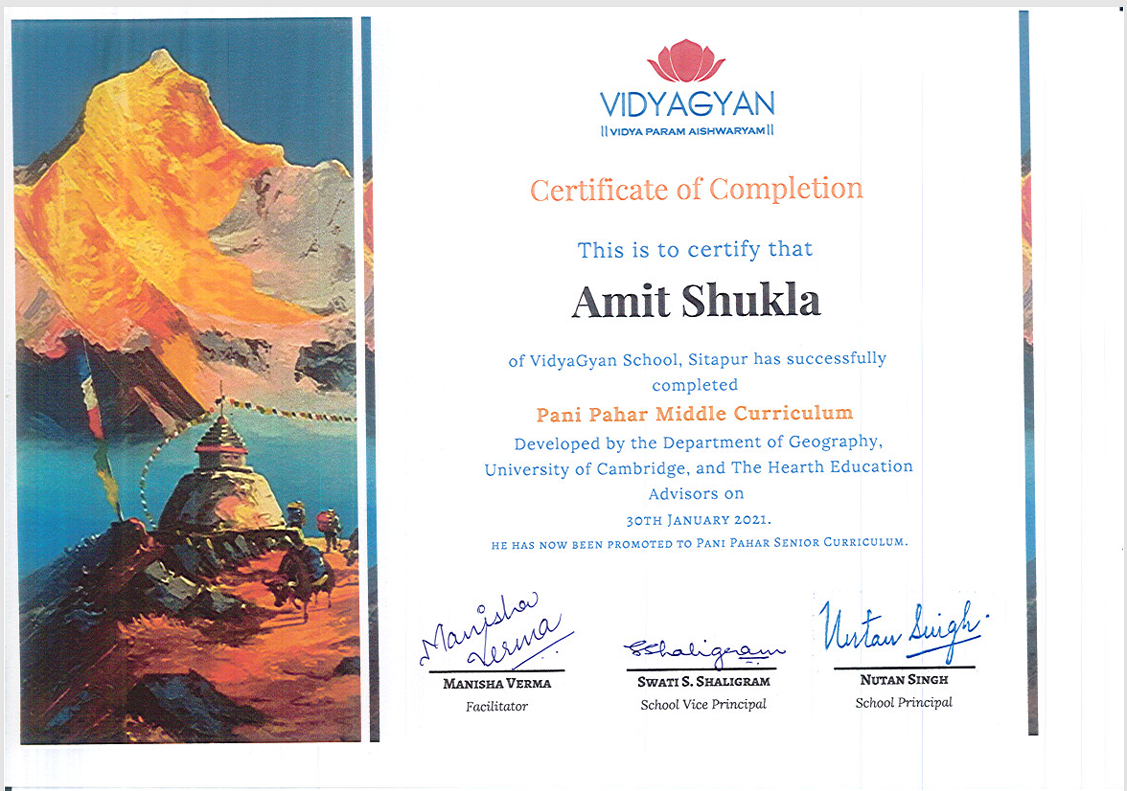 VIDYAGYAN
||VIDYA PARAM AISHWARYAM||
Certificate of Completion
This is to certify that
Amit Shukla
of VidyaGyan School, Sitapur has successfully
completed
Pani Pahar Middle Curriculum
Developed by the Department of Geography,
University of Cambridge, and The Hearth Education
Advisors on
30TH JANUARY 2021.
HE HAS NOW BEEN PROMOTED TO PANI PAHAR SENIOR CURRICULUM.
Manisha Verma
SShaligram
Nutan Singh.
MANISHA VERMA
SWATI S. SHALIGRAM
NUTAN SINGH
Facilitator
School Vice Principal
School Principal